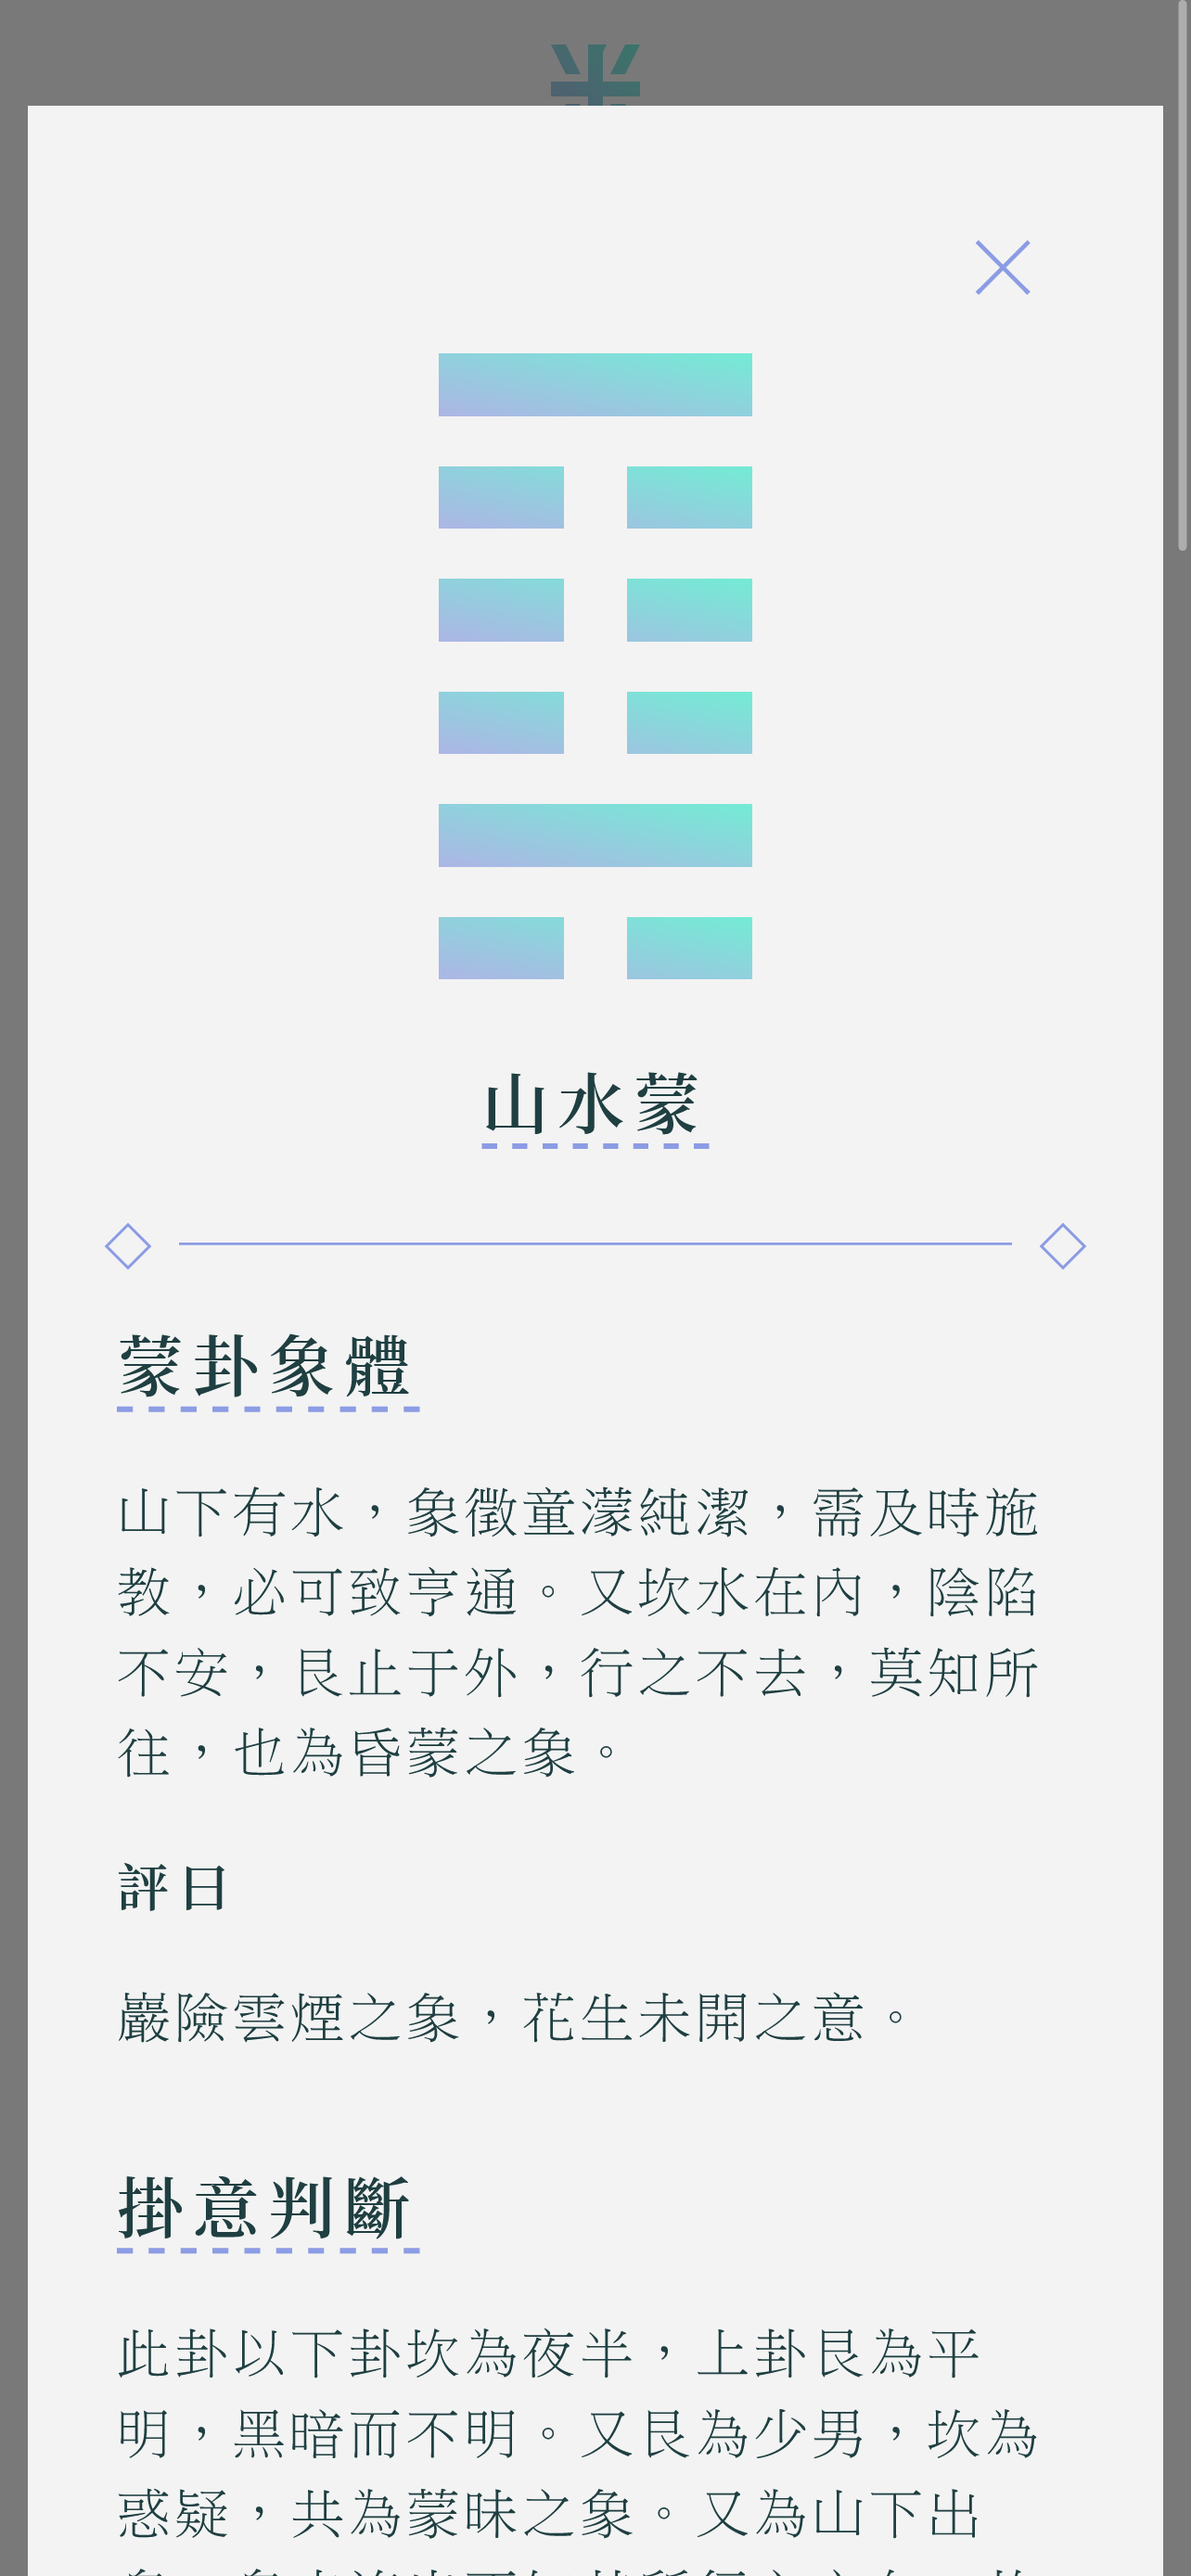 山水蒙
蒙卦象體
山下有水，象徵童濛純潔，需及時施
教，必可致亨通。又坎水在內，陰陷
不安，艮止于外，行之不去，莫知所
往，也為昏蒙之象。
評曰
巖險雲煙之象，花生未開之意。
掛意判斷
此卦以下卦坎為夜半，上卦艮為平
明，黑暗而不明。又艮為少男，坎為
惑疑，共為蒙昧之象。又為山下出